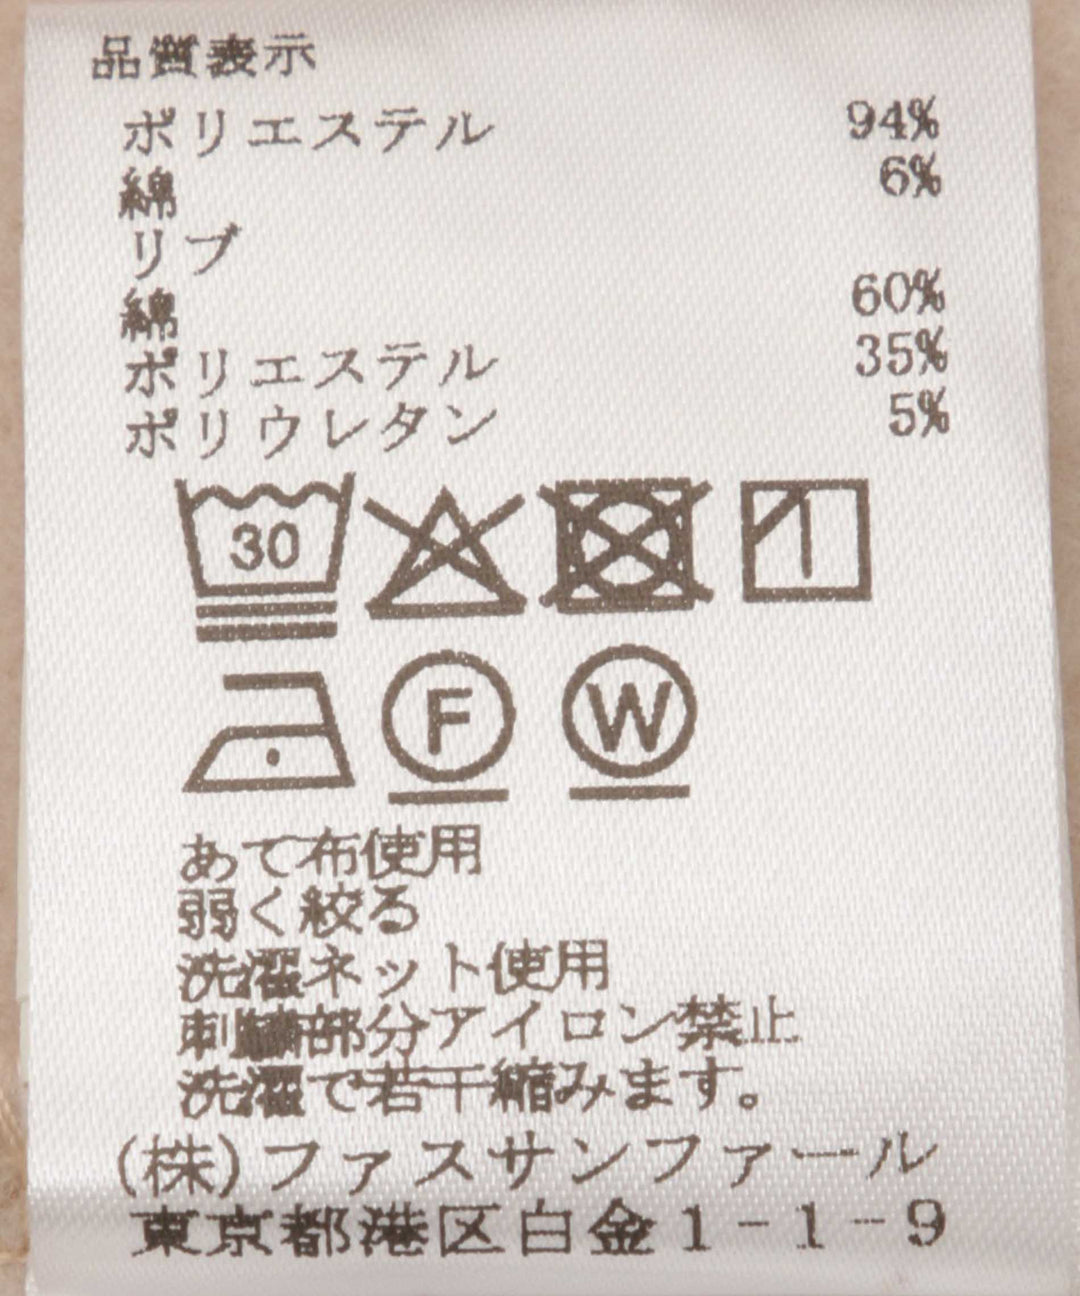 品質表示
ポリエステル 94%
綿 6%
リブ
綿 60%
ポリエステル 35%
ポリウレタン 5%
30
F W
あて布使用
弱く絞る
洗濯ネット使用
刺繍部分アイロン禁止
洗濯で若干縮みます。
(株)ファスサンファール
東京都港区白金1-1-9